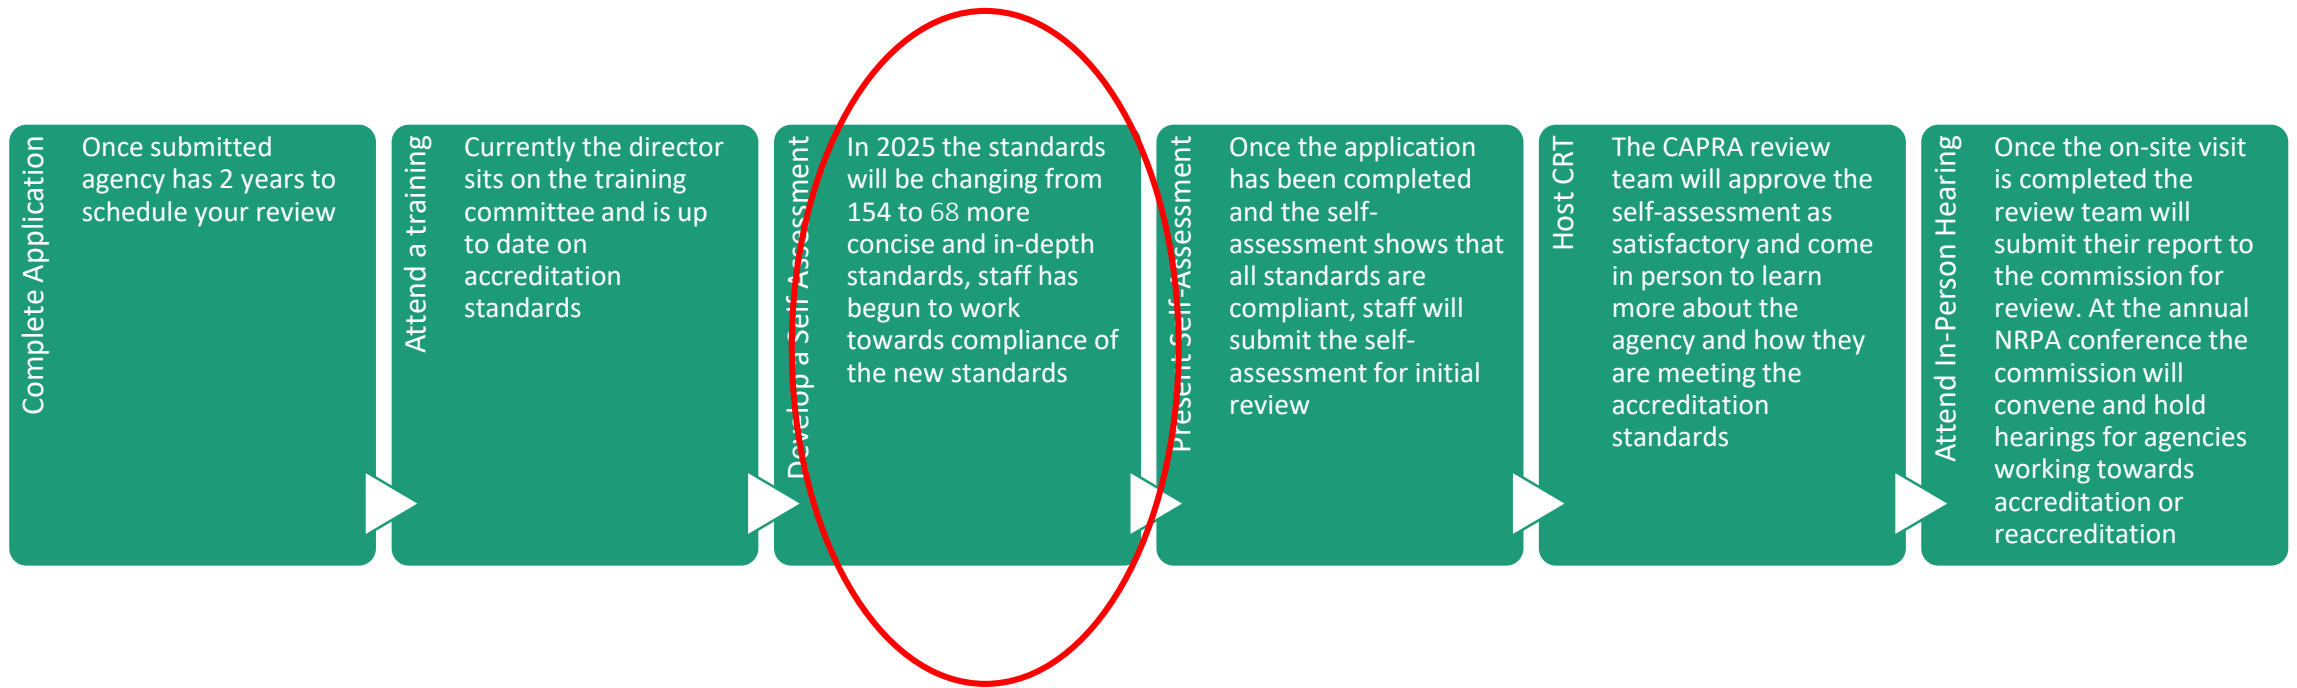 Complete Application
Once submitted
agency has 2 years to
schedule your review
Attend a training
Currently the director
sits on the training
committee and is up
to date on
accreditation
standards
Develop a Self Assessment
In 2025 the standards
will be changing from
154 to 68 more
concise and in-depth
standards, staff has
begun to work
towards compliance of
the new standards
Present Self-Assessment
Once the application
has been completed
and the self-
assessment shows that
all standards are
compliant, staff will
submit the self-
assessment for initial
review
Host CRT
The CAPRA review
team will approve the
self-assessment as
satisfactory and come
in person to learn
more about the
agency and how they
are meeting the
accreditation
standards
Attend In-Person Hearing
Once the on-site visit
is completed the
review team will
submit their report to
the commission for
review. At the annual
NRPA conference the
commission will
convene and hold
hearings for agencies
working towards
accreditation or
reaccreditation